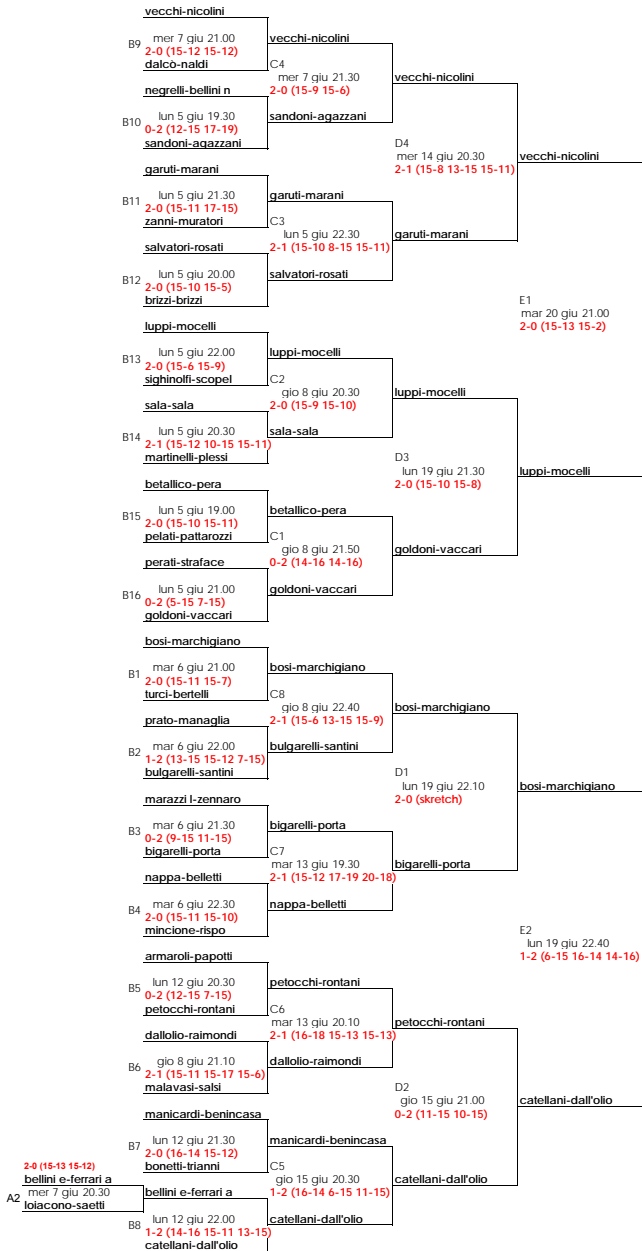 vecchi-nicolini
B9 mer 7 giu 21.00
2-0 (15-12 15-12)
dalcò-naldi
vecchi-nicolini
C4
mer 7 giu 21.30
2-0 (15-9 15-6)
negrelli-bellini n
B10 lun 5 giu 19.30
0-2 (12-15 17-19)
sandoni-agazzani
sandoni-agazzani
vecchi-nicolini
D4
mer 14 giu 20.30
2-1 (15-8 13-15 15-11)
vecchi-nicolini
garuti-marani
B11 lun 5 giu 21.30
2-0 (15-11 17-15)
zanni-muratori
garuti-marani
C3
lun 5 giu 22.30
2-1 (15-10 8-15 15-11)
garuti-marani
salvatori-rosati
B12 lun 5 giu 20.00
2-0 (15-10 15-5)
brizzi-brizzi
salvatori-rosati
E1
mar 20 giu 21.00
2-0 (15-13 15-2)
luppi-mocelli
B13 lun 5 giu 22.00
2-0 (15-6 15-9)
sighinolfi-scopel
luppi-mocelli
C2
gio 8 giu 20.30
2-0 (15-9 15-10)
luppi-mocelli
sala-sala
B14 lun 5 giu 20.30
2-1 (15-12 10-15 15-11)
martinelli-plessi
sala-sala
D3
lun 19 giu 21.30
2-0 (15-10 15-8)
luppi-mocelli
betallico-pera
B15 lun 5 giu 19.00
2-0 (15-10 15-11)
pelati-pattarozzi
betallico-pera
C1
gio 8 giu 21.50
0-2 (14-16 14-16)
goldoni-vaccari
perati-straface
B16 lun 5 giu 21.00
0-2 (5-15 7-15)
goldoni-vaccari
goldoni-vaccari
bosi-marchigiano
B1 mar 6 giu 21.00
2-0 (15-11 15-7)
turci-bertelli
bosi-marchigiano
C8
gio 8 giu 22.40
2-1 (15-6 13-15 15-9)
bosi-marchigiano
prato-managlia
B2 mar 6 giu 22.00
1-2 (13-15 15-12 7-15)
bulgarelli-santini
bulgarelli-santini
D1
lun 19 giu 22.10
2-0 (skretch)
bosi-marchigiano
marazzi l-zennaro
B3 mar 6 giu 21.30
0-2 (9-15 11-15)
bigarelli-porta
bigarelli-porta
C7
mar 13 giu 19.30
2-1 (15-12 17-19 20-18)
bigarelli-porta
nappa-belletti
B4 mar 6 giu 22.30
2-0 (15-11 15-10)
mincione-rispo
nappa-belletti
E2
lun 19 giu 22.40
1-2 (6-15 16-14 14-16)
armaroli-papotti
B5 lun 12 giu 20.30
0-2 (12-15 7-15)
petocchi-rontani
petocchi-rontani
C6
mar 13 giu 20.10
2-1 (16-18 15-13 15-13)
petocchi-rontani
dallolio-raimondi
B6 gio 8 giu 21.10
2-1 (15-11 15-17 15-6)
malavasi-salsi
dallolio-raimondi
D2
gio 15 giu 21.00
0-2 (11-15 10-15)
catellani-dall'olio
manicardi-benincasa
B7 lun 12 giu 21.30
2-0 (16-14 15-12)
bonetti-trianni
manicardi-benincasa
C5
gio 15 giu 20.30
1-2 (16-14 6-15 11-15)
catellani-dall'olio
2-0 (15-13 15-12)
bellini e-ferrari a
A2 mer 7 giu 20.30
loiacono-saetti
bellini e-ferrari a
B8 lun 12 giu 22.00
1-2 (14-16 15-11 13-15)
catellani-dall'olio
catellani-dall'olio